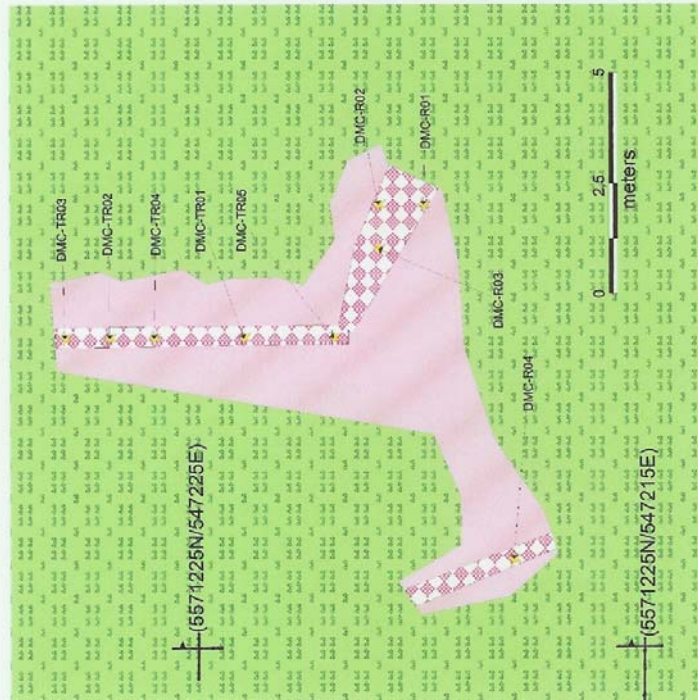 DMC-TR03
DMC-TR02
DMC-TR04
DMC-TR01
DMC-TR05
DMC-R02
DMC-R01
DMC-R03
DMC-R04
0 2,5 5
meters
(5571225N/547225E)
(5571225N/547215E)